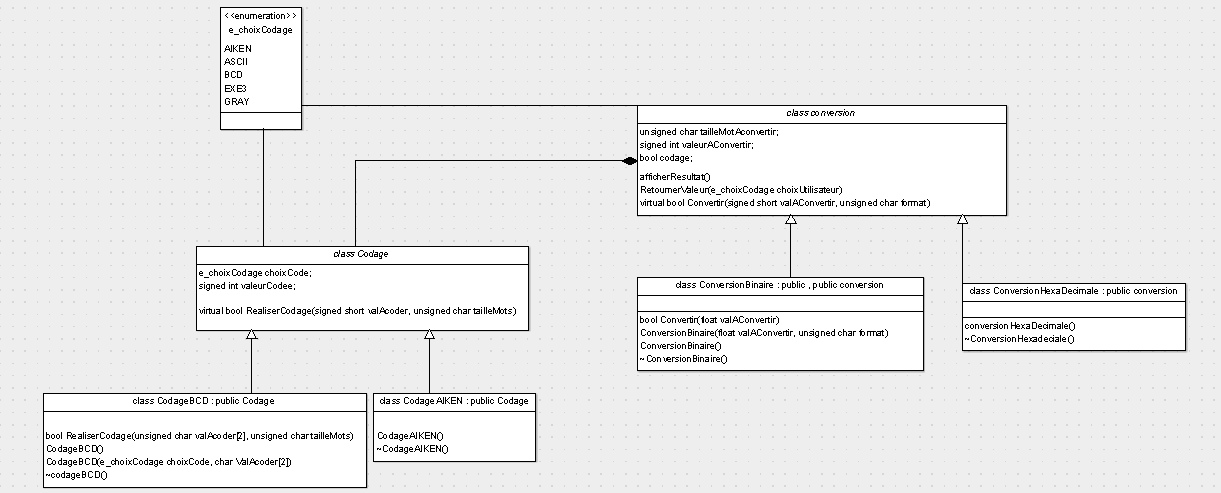 <<enumeration>>
e_choixCodage
AIKEN
ASCII
BCD
EXE3
GRAY
class conversion
unsigned char tailleMotAconvertir;
signed int valeurAConvertir;
bool codage;
afficherResultat()
RetournerValeur(e_choixCodage choixUtilisateur)
virtual bool Convertir(signed short valAConvertir, unsigned char format)
class Codage
e_choixCodage choixCode;
signed int valeurCodee;
virtual bool RealiserCodage(signed short valAcoder, unsigned char tailleMots)
class ConversionBinaire : public , public conversion
bool Convertir(float valAConvertir)
ConversionBinaire(float valAConvertir, unsigned char format)
ConversionBinaire()
~ConversionBinaire()
class ConversionHexaDecimale : public conversion
conversionHexaDecimale()
~ConversionHexadeciale()
class CodageBCD : public Codage
bool RealiserCodage(unsigned char valAcoder[2], unsigned chartailleMots)
CodageBCD()
CodageBCD(e_choixCodage choixCode, char ValAcoder[2])
~codageBCD()
class CodageAIKEN : public Codage
CodageAIKEN()
~CodageAIKEN()